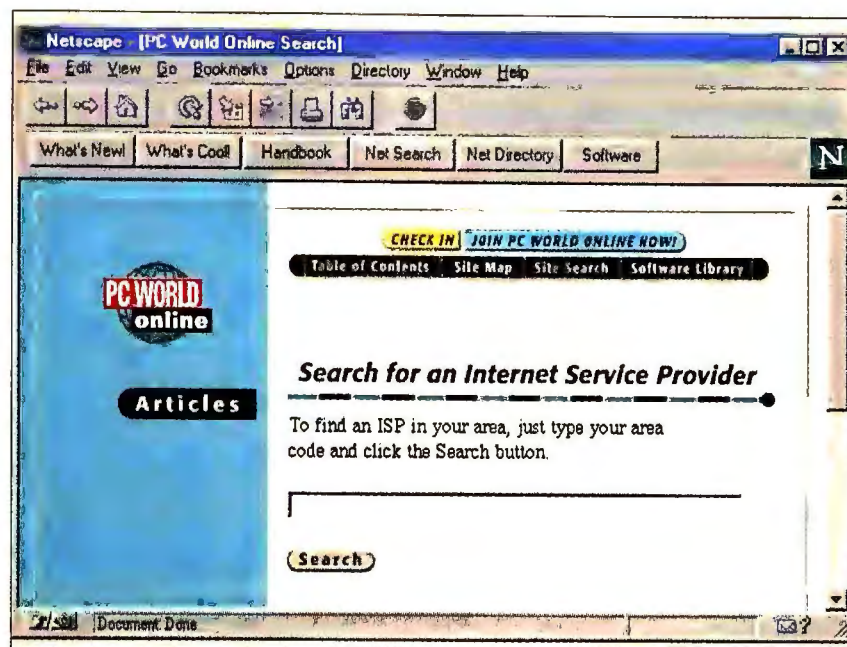 Netscape - [PC World Online Search]
File Edit View Go Bookmarks Options Directory Window Help
What's New! What's Cool! Handbook Net Search Net Directory Software
N
CHECK IN JOIN PC WORLD ONLINE NOW!
Table of Contents Site Map Site Search Software Library
PC WORLD
online
Search for an Internet Service Provider
Articles
To find an ISP in your area, just type your area
code and click the Search button.
Search
Document: Done